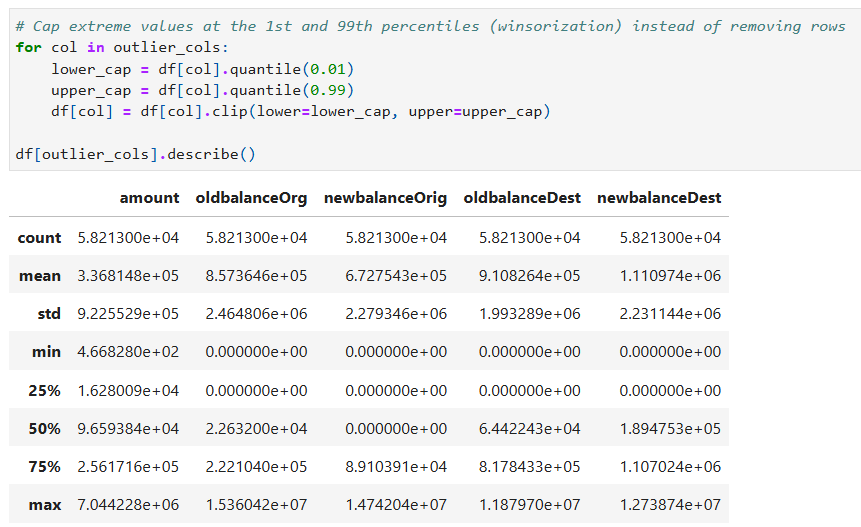 # Cap extreme values at the 1st and 99th percentiles (winsorization) instead of removing rows
for col in outlier_cols:
    lower_cap = df[col].quantile(0.01)
    upper_cap = df[col].quantile(0.99)
    df[col] = df[col].clip(lower=lower_cap, upper=upper_cap)
df[outlier_cols].describe()
amount oldbalanceOrg newbalanceOrig oldbalanceDest newbalanceDest
count 5.821300e+04 5.821300e+04 5.821300e+04 5.821300e+04 5.821300e+04
mean 3.368148e+05 8.573646e+05 6.727543e+05 9.108264e+05 1.110974e+06
std 9.225529e+05 2.464806e+06 2.279346e+06 1.993289e+06 2.231144e+06
min 4.668280e+02 0.000000e+00 0.000000e+00 0.000000e+00 0.000000e+00
25% 1.628009e+04 0.000000e+00 0.000000e+00 0.000000e+00 0.000000e+00
50% 9.659384e+04 2.263200e+04 0.000000e+00 6.442243e+04 1.894753e+05
75% 2.561716e+05 2.221040e+05 8.910391e+04 8.178433e+05 1.107024e+06
max 7.044228e+06 1.536042e+07 1.474204e+07 1.187970e+07 1.273874e+07